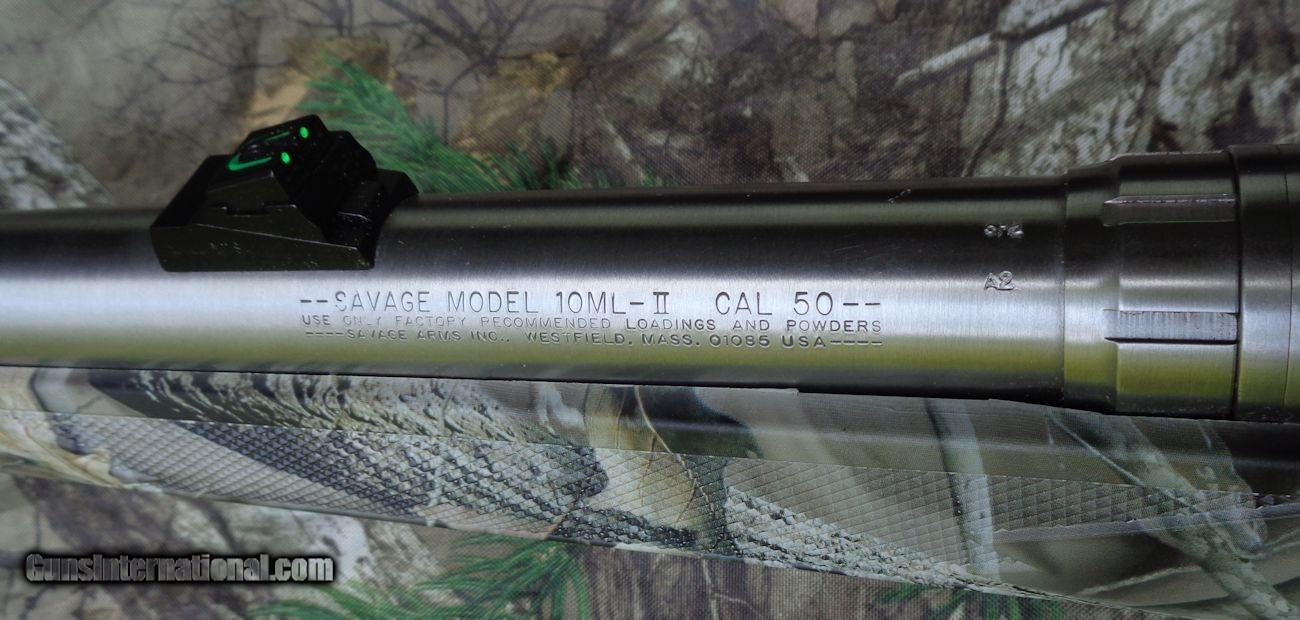 --SAVAGE MODEL 10ML-II CAL 50--
USE ONLY FACTORY RECOMMENDED LOADINGS AND POWDERS
----SAVAGE ARMS INC., WESTFIELD, MASS. 01085 USA----
A2
GunsInternational.com